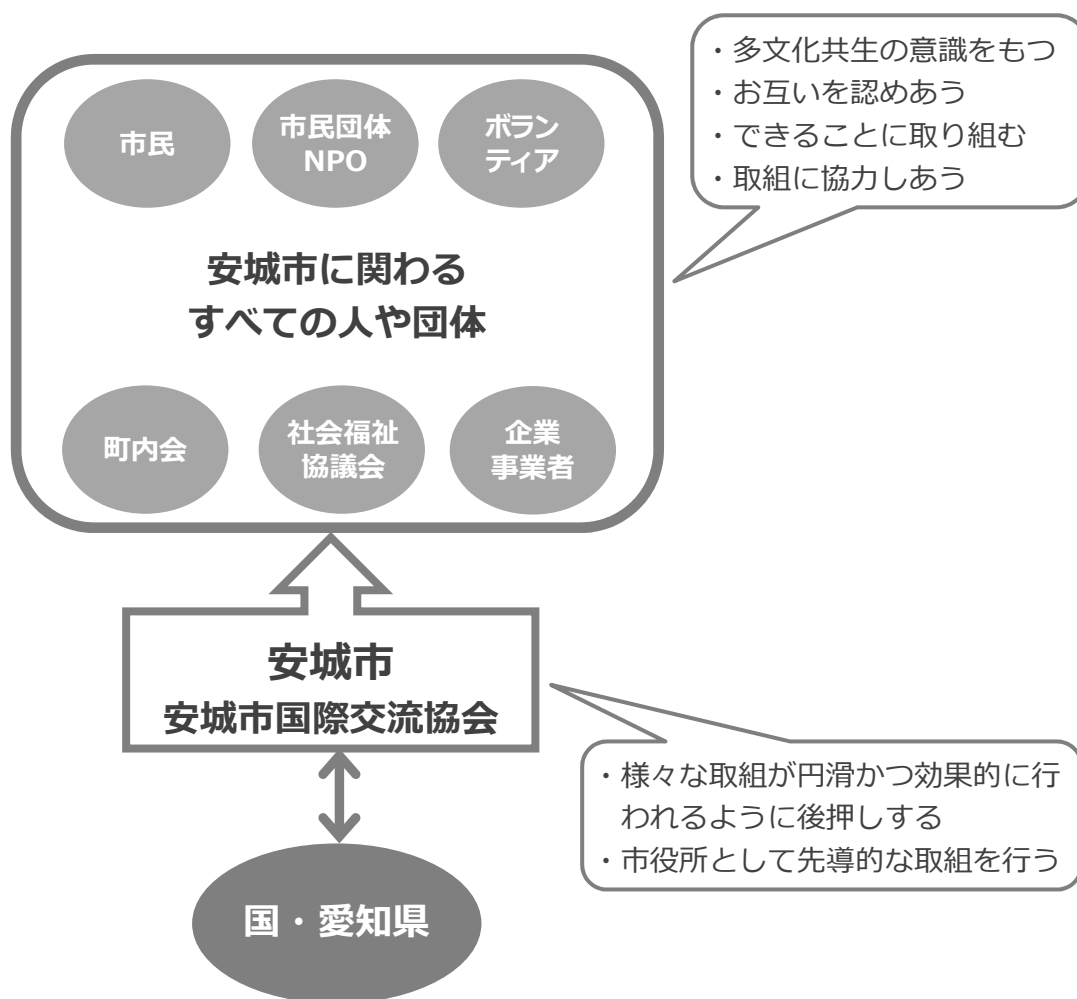 ・多文化共生の意識をもつ
・お互いを認めあう
・できることに取り組む
・取組に協力しあう
市民
市民団体
NPO
ボラン
ティア
安城市に関わる
すべての人や団体
町内会
社会福祉
協議会
企業
事業者
安城市
安城市国際交流協会
・様々な取組が円滑かつ効果的に行
われるように後押しする
・市役所として先導的な取組を行う
国・愛知県